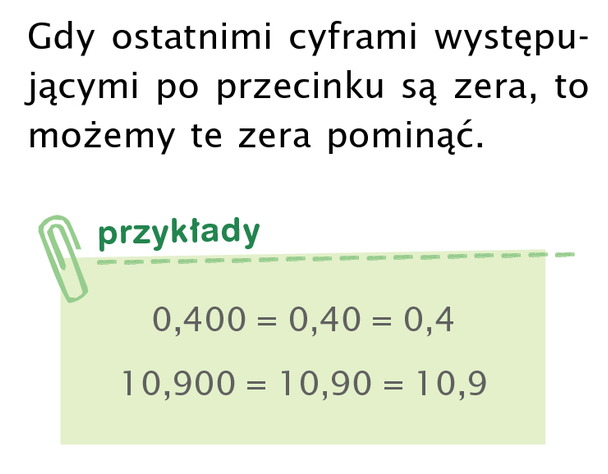 Gdy ostatnimi cyframi występu-
jącymi po przecinku są zera, to
możemy te zera pominąć.
przykłady
0,400 = 0,40 = 0,4
10,900 = 10,90 = 10,9